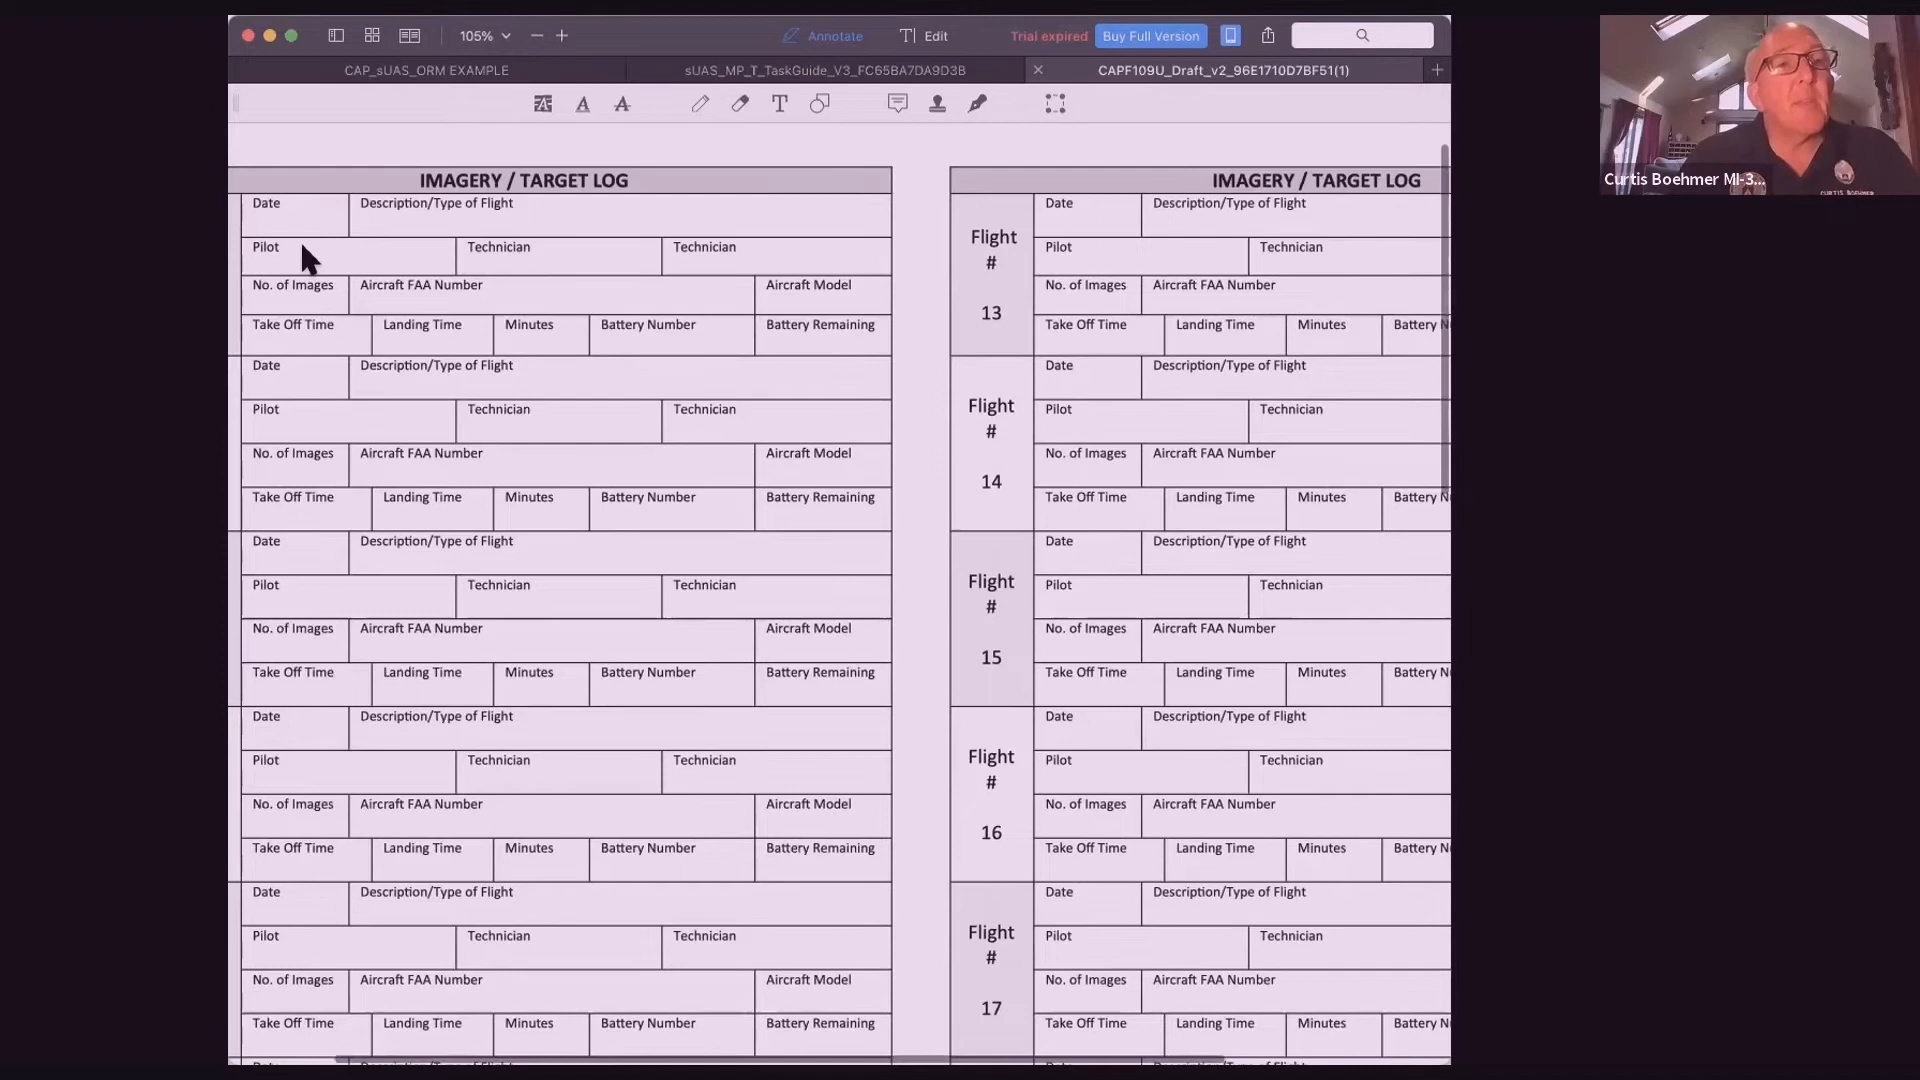 105%
Annotate
Edit
Trial expired
Buy Full Version
CAP_sUAS_ORM EXAMPLE
sUAS_MP_T_TaskGuide_V3_FC65BA7DA9D3B
CAPF109U_Draft_v2_96E1710D7BF51(1)
Curtis Boehmer MI-3...
CURTIS BOEHMER
IMAGERY / TARGET LOG
Date Description/Type of Flight
Pilot Technician Technician
No. of Images Aircraft FAA Number Aircraft Model
Take Off Time Landing Time Minutes Battery Number Battery Remaining
Date Description/Type of Flight
Pilot Technician Technician
No. of Images Aircraft FAA Number Aircraft Model
Take Off Time Landing Time Minutes Battery Number Battery Remaining
Date Description/Type of Flight
Pilot Technician Technician
No. of Images Aircraft FAA Number Aircraft Model
Take Off Time Landing Time Minutes Battery Number Battery Remaining
Date Description/Type of Flight
Pilot Technician Technician
No. of Images Aircraft FAA Number Aircraft Model
Take Off Time Landing Time Minutes Battery Number Battery Remaining
Date Description/Type of Flight
Pilot Technician Technician
No. of Images Aircraft FAA Number Aircraft Model
Take Off Time Landing Time Minutes Battery Number Battery Remaining
IMAGERY / TARGET LOG
Flight
#
13
Date Description/Type of Flight
Pilot Technician
No. of Images Aircraft FAA Number
Take Off Time Landing Time Minutes Battery N
Flight
#
14
Date Description/Type of Flight
Pilot Technician
No. of Images Aircraft FAA Number
Take Off Time Landing Time Minutes Battery N
Flight
#
15
Date Description/Type of Flight
Pilot Technician
No. of Images Aircraft FAA Number
Take Off Time Landing Time Minutes Battery N
Flight
#
16
Date Description/Type of Flight
Pilot Technician
No. of Images Aircraft FAA Number
Take Off Time Landing Time Minutes Battery N
Flight
#
17
Date Description/Type of Flight
Pilot Technician
No. of Images Aircraft FAA Number
Take Off Time Landing Time Minutes Battery N